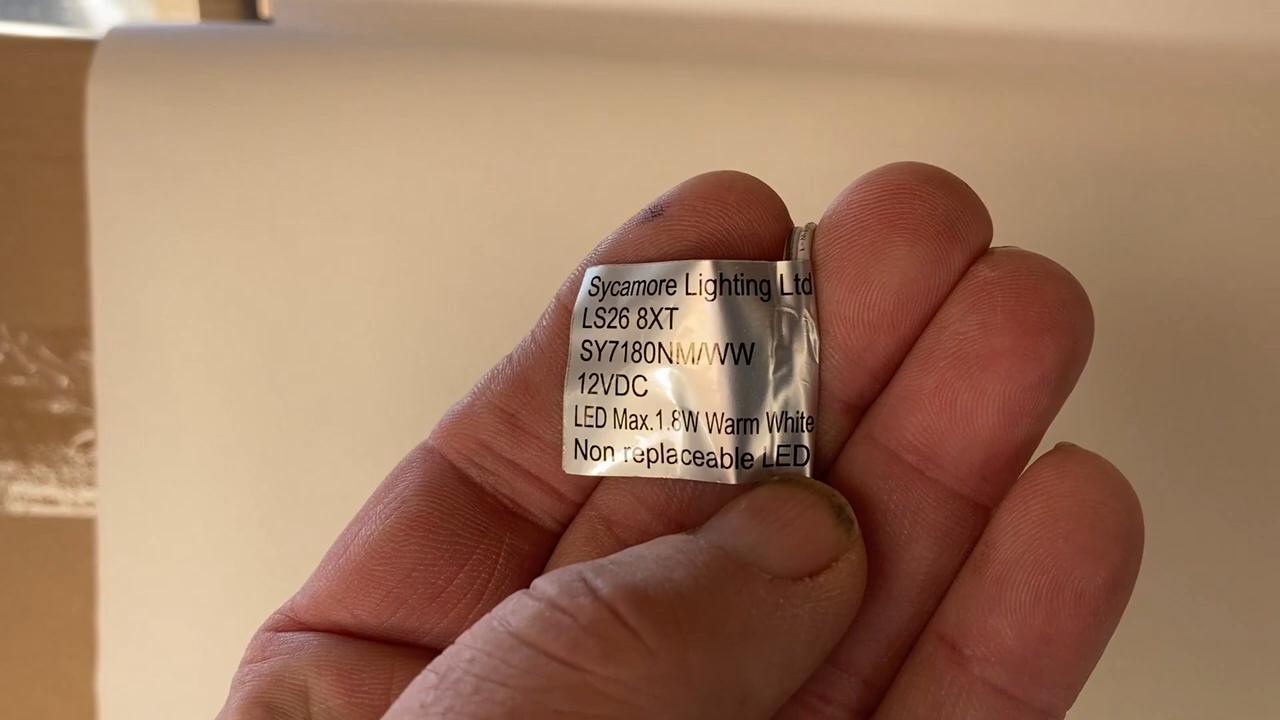 Sycamore Lighting Ltd
LS26 8XT
SY7180NM/WW
12VDC
LED Max.1.8W Warm White
Non replaceable LED